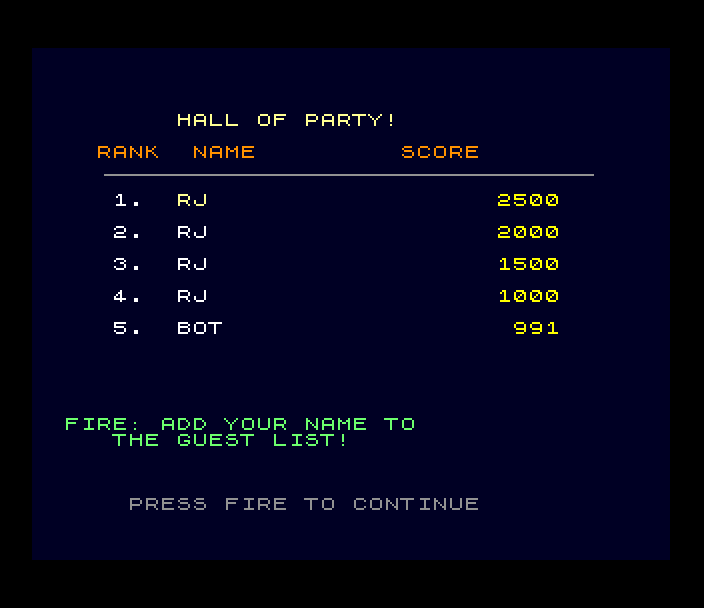 HALL OF PARTY!
RANK NAME SCORE
1. RJ 2500
2. RJ 2000
3. RJ 1500
4. RJ 1000
5. BOT 991
FIRE: ADD YOUR NAME TO
THE GUEST LIST!
PRESS FIRE TO CONTINUE